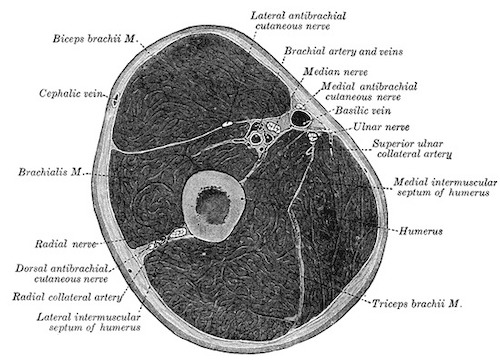 Lateral antibrachial
cutaneous nerve
Biceps brachii M.
Brachial artery and veins
Median nerve
Medial antibrachial
cutaneous nerve
Cephalic vein
Basilic vein
Ulnar nerve
Superior ulnar
collateral artery
Brachialis M.
Medial intermuscular
septum of humerus
Humerus
Radial nerve
Dorsal antibrachial
cutaneous nerve
Radial collateral artery
Triceps brachii M.
Lateral intermuscular
septum of humerus